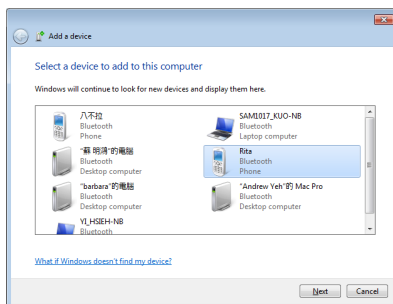 Add a device
Select a device to add to this computer
Windows will continue to look for new devices and display them here.
八不拉
Bluetooth
Phone
SAM1017_KUO-NB
Bluetooth
Laptop computer
"蘇 明鴻"的電腦
Bluetooth
Desktop computer
Rita
Bluetooth
Phone
"barbara"的電腦
Bluetooth
Desktop computer
"Andrew Yeh"的 Mac Pro
Bluetooth
Desktop computer
YI_HSIEH-NB
Bluetooth
What if Windows doesn't find my device?
Next
Cancel